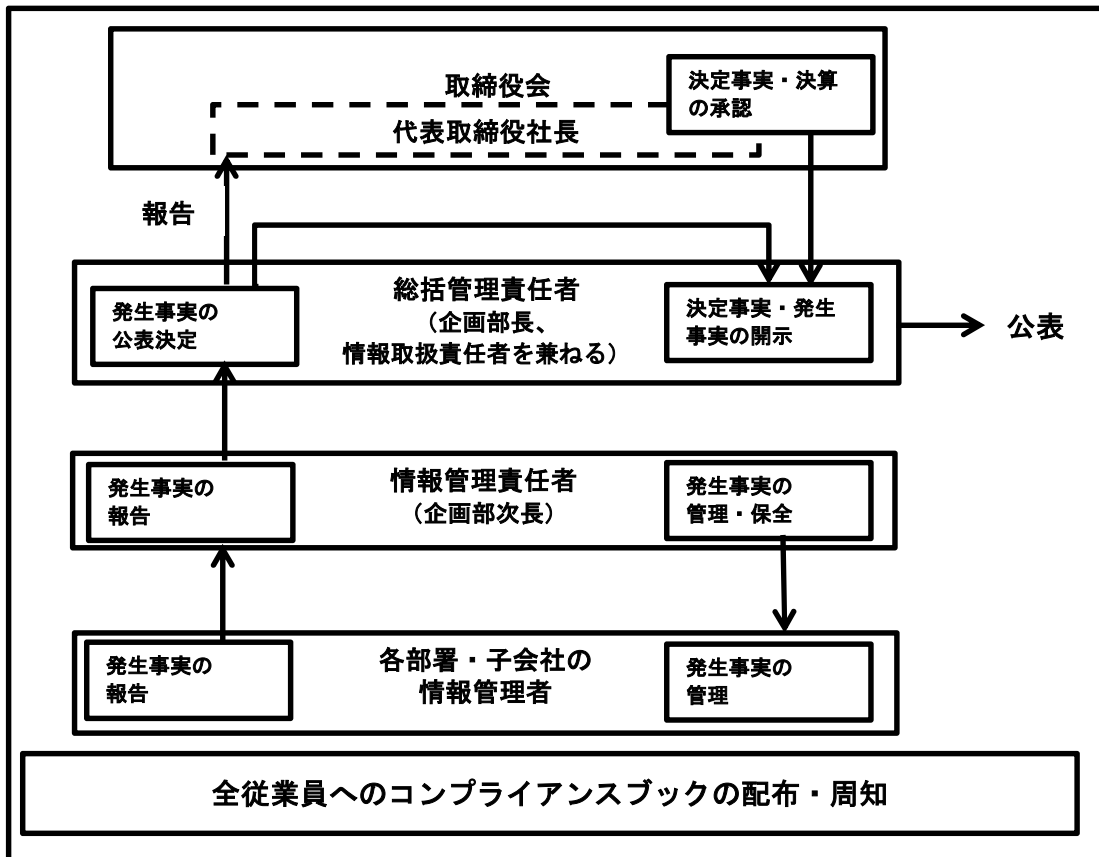 取締役会
代表取締役社長
決定事実・決算
の承認
報告
発生事実の
公表決定
総括管理責任者
（企画部長、
情報取扱責任者を兼ねる）
決定事実・発生
事実の開示
公表
発生事実の
報告
情報管理責任者
（企画部次長）
発生事実の
管理・保全
発生事実の
報告
各部署・子会社の
情報管理者
発生事実の
管理
全従業員へのコンプライアンスブックの配布・周知